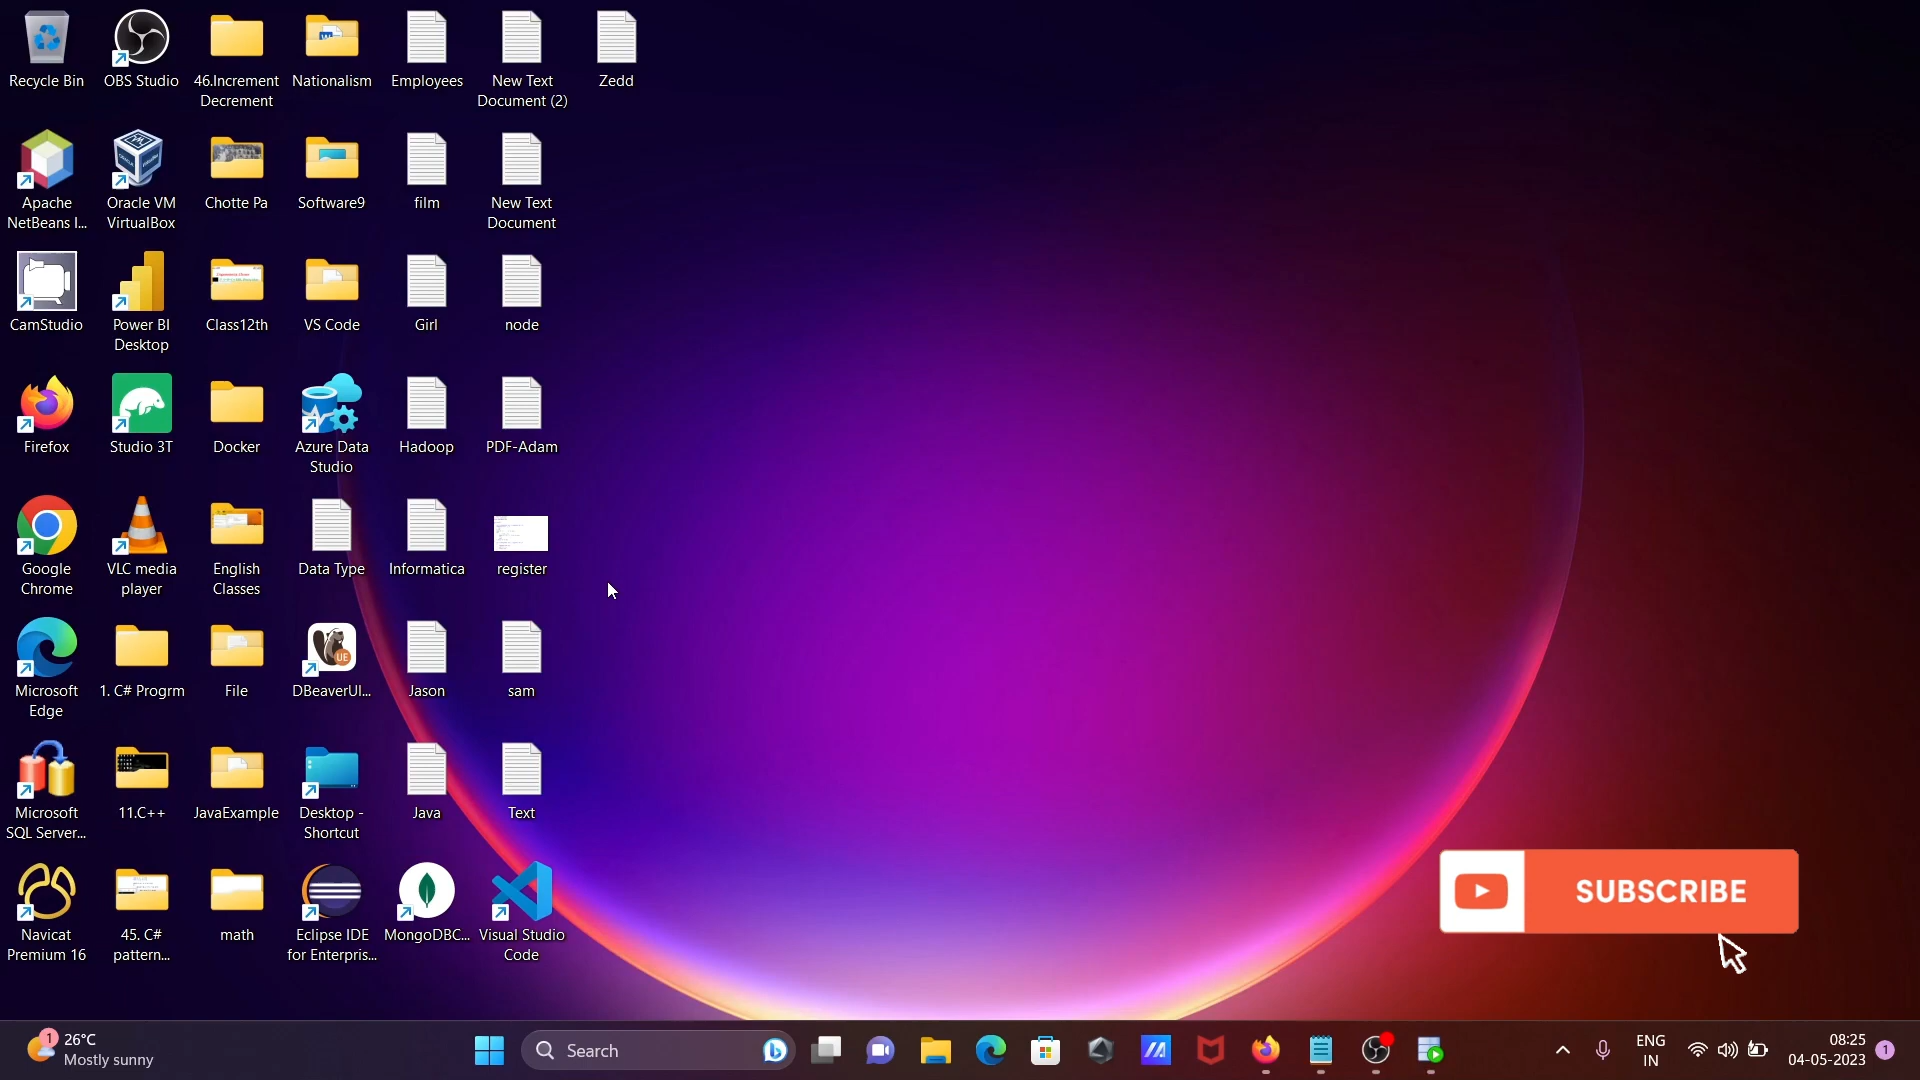 Recycle Bin
OBS Studio
46.Increment
Decrement
Nationalism
Employees
New Text
Document (2)
Zedd
Apache
NetBeans I...
Oracle VM
VirtualBox
Chotte Pa
Software9
film
New Text
Document
CamStudio
Power BI
Desktop
Class12th
VS Code
Girl
node
Firefox
Studio 3T
Docker
Azure Data
Studio
Hadoop
PDF-Adam
Google
Chrome
VLC media
player
English
Classes
Data Type
Informatica
register
Microsoft
Edge
1. C# Progrm
File
DBeaverUl...
Jason
sam
Microsoft
SQL Server...
11.C++
JavaExample
Desktop -
Shortcut
Java
Text
Navicat
Premium 16
45. C#
pattern...
math
Eclipse IDE
for Enterpris...
MongoDBC...
Visual Studio
Code
SUBSCRIBE
1
26°C
Mostly sunny
Search
ENG
IN
08:25
04-05-2023
1